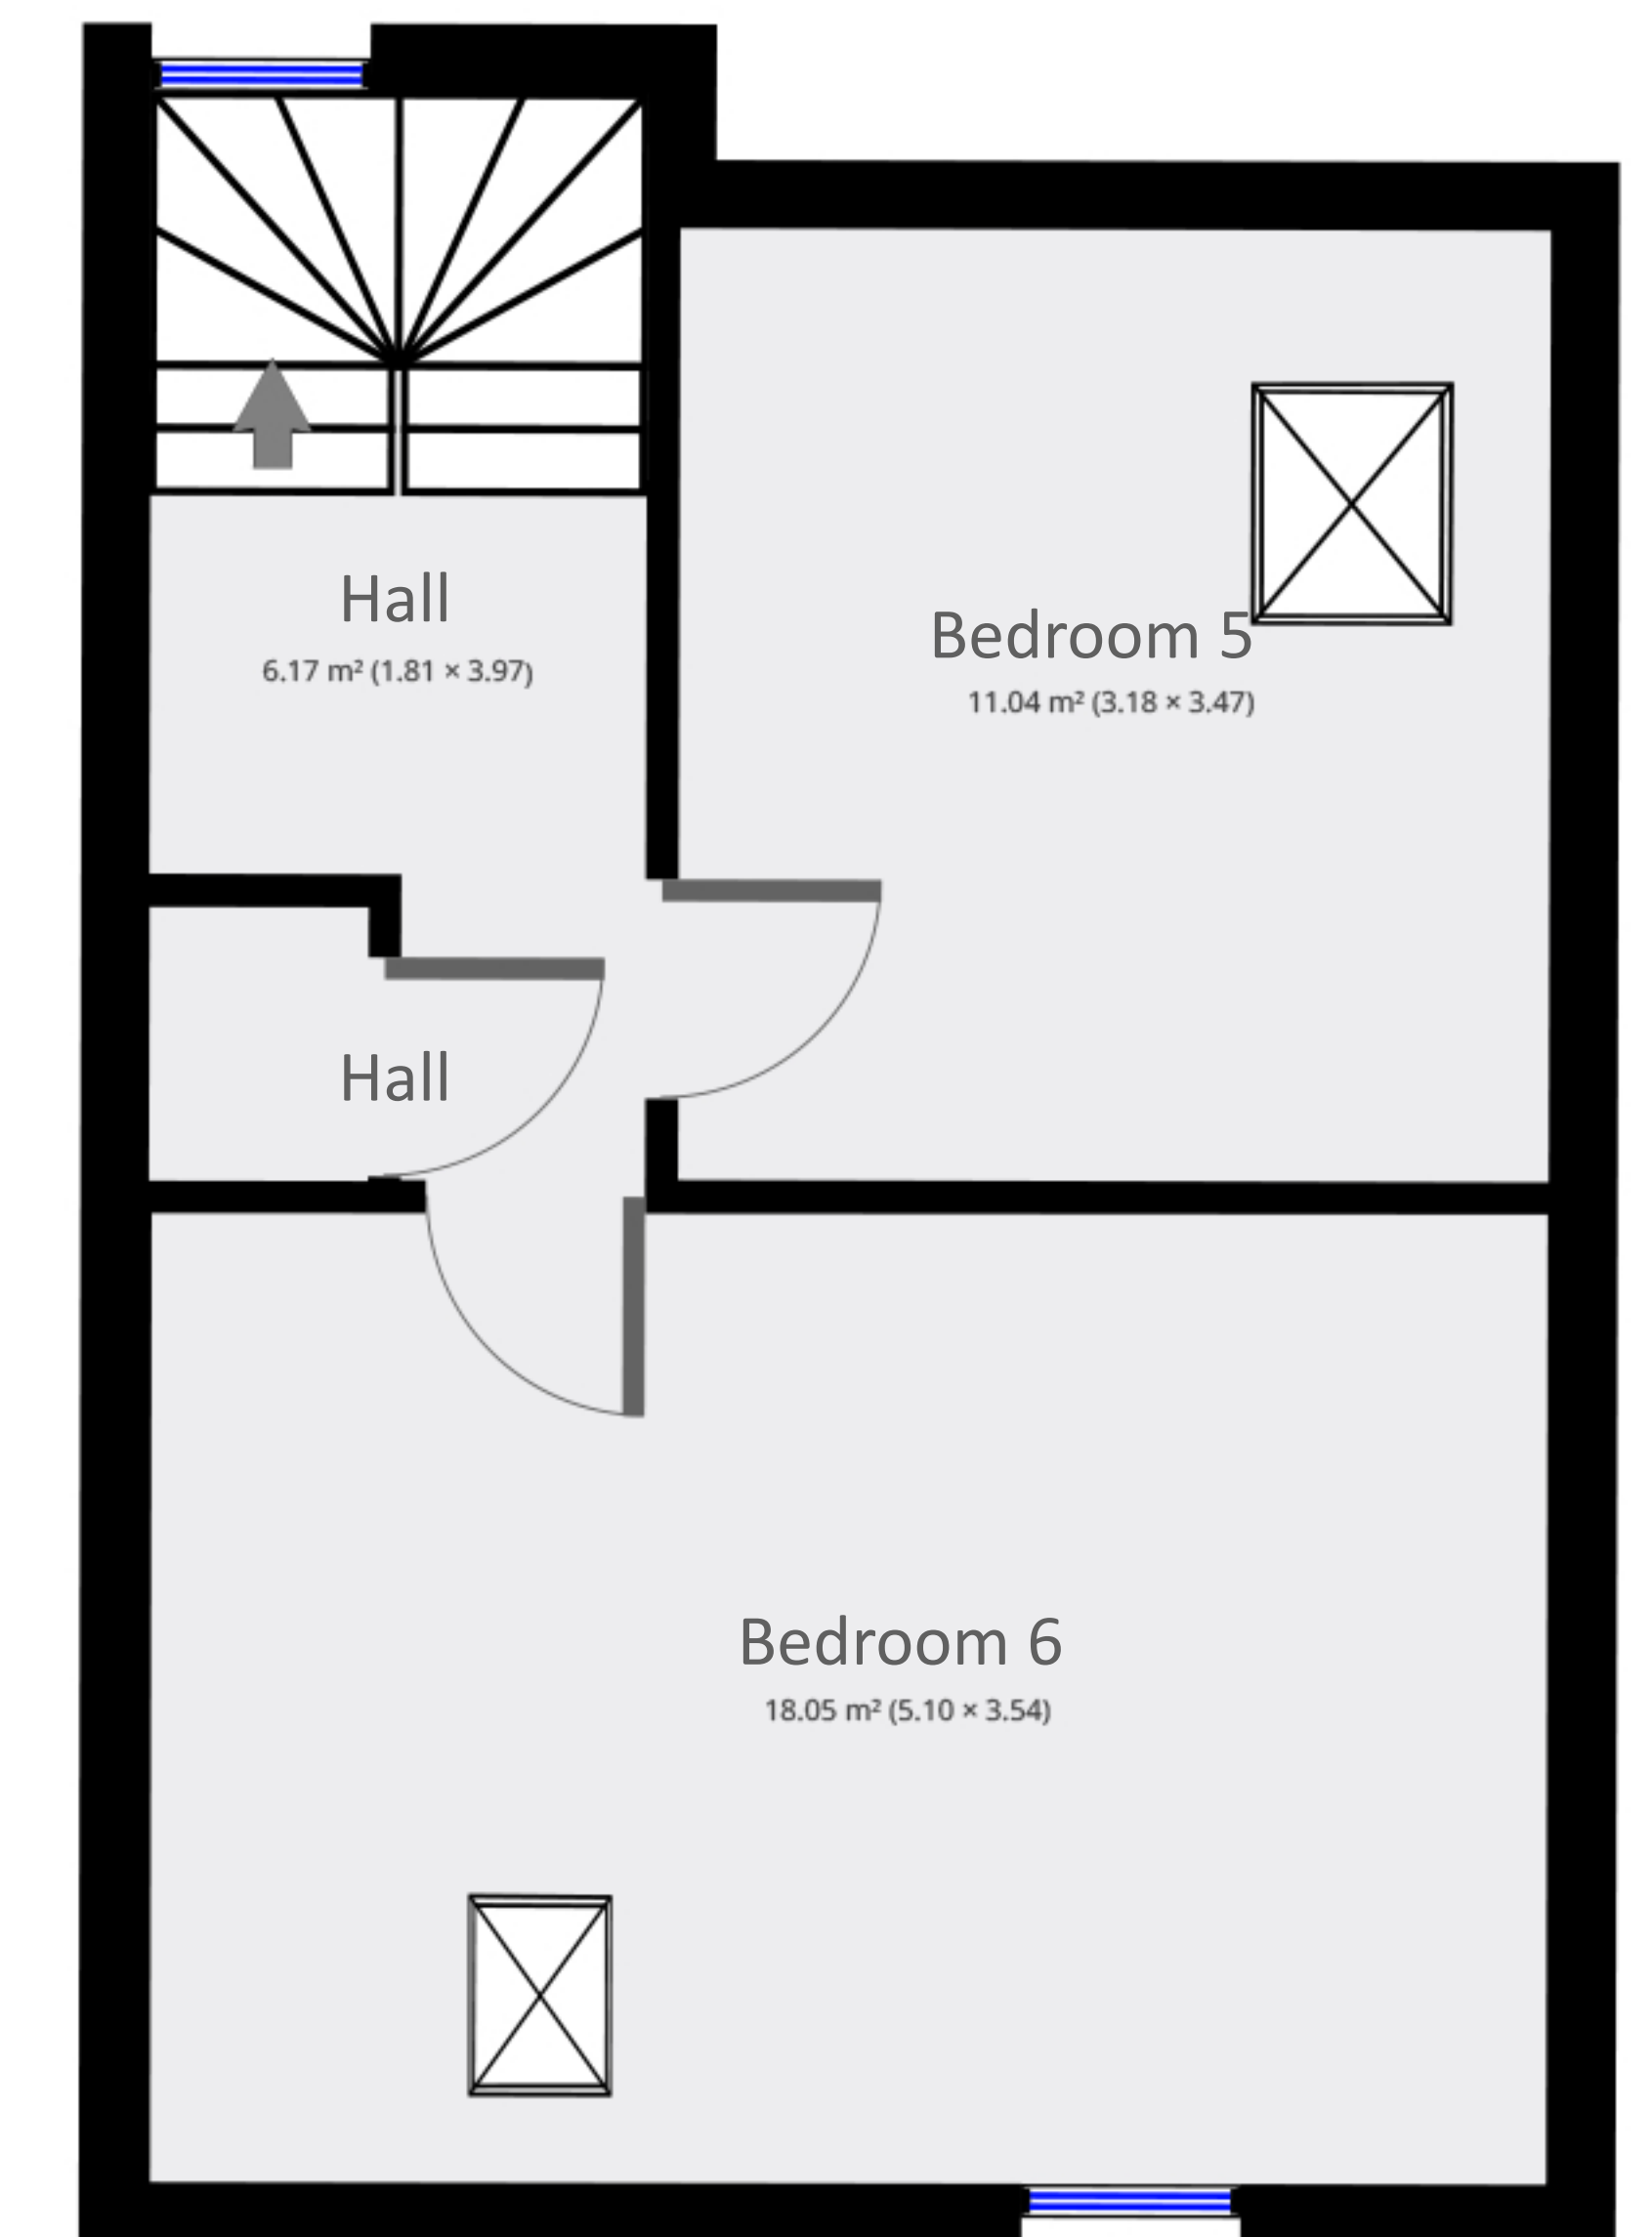 Hall
6.17 m² (1.81 × 3.97)
Bedroom 5
11.04 m² (3.18 × 3.47)
Hall
Bedroom 6
18.05 m² (5.10 × 3.54)